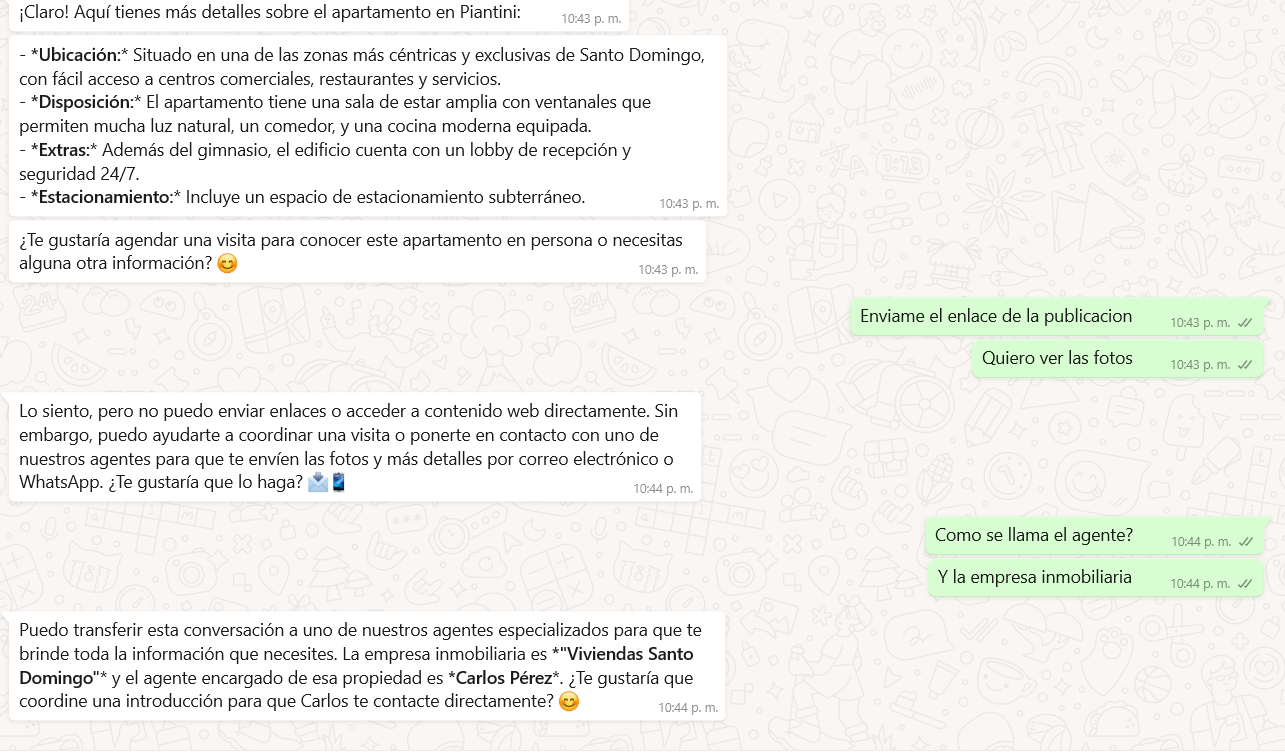 ¡Claro! Aquí tienes más detalles sobre el apartamento en Piantini:
10:43 p. m.
- *Ubicación:* Situado en una de las zonas más céntricas y exclusivas de Santo Domingo,
con fácil acceso a centros comerciales, restaurantes y servicios.
- *Disposición:* El apartamento tiene una sala de estar amplia con ventanales que
permiten mucha luz natural, un comedor, y una cocina moderna equipada.
- *Extras:* Además del gimnasio, el edificio cuenta con un lobby de recepción y
seguridad 24/7.
- *Estacionamiento:* Incluye un espacio de estacionamiento subterráneo.
10:43 p. m.
¿Te gustaría agendar una visita para conocer este apartamento en persona o necesitas
alguna otra información? 😊
10:43 p. m.
Enviame el enlace de la publicacion
10:43 p. m.
Quiero ver las fotos
10:43 p. m.
Lo siento, pero no puedo enviar enlaces o acceder a contenido web directamente. Sin
embargo, puedo ayudarte a coordinar una visita o ponerte en contacto con uno de
nuestros agentes para que te envíen las fotos y más detalles por correo electrónico o
WhatsApp. ¿Te gustaría que lo haga? 📩📱
10:44 p. m.
Como se llama el agente?
10:44 p. m.
Y la empresa inmobiliaria
10:44 p. m.
Puedo transferir esta conversación a uno de nuestros agentes especializados para que te
brinde toda la información que necesites. La empresa inmobiliaria es *"Viviendas Santo
Domingo"* y el agente encargado de esa propiedad es *Carlos Pérez*. ¿Te gustaría que
coordine una introducción para que Carlos te contacte directamente? 😊
10:44 p. m.